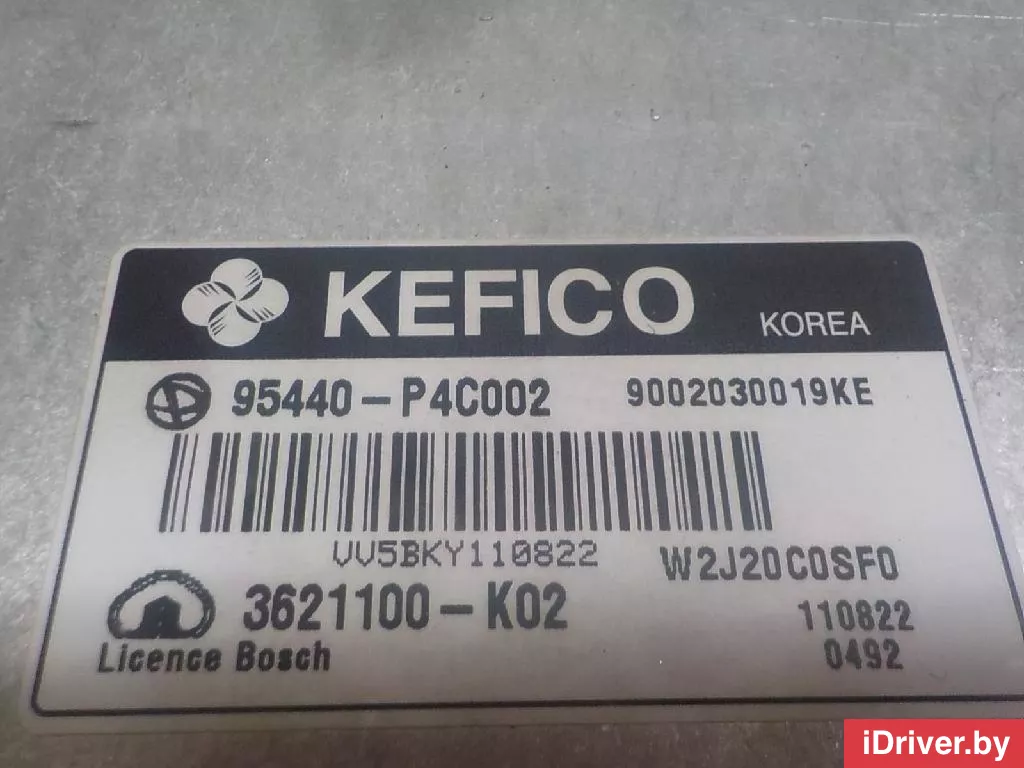 KEFICO KOREA
95440-P4C002 9002030019KE
VV5BKY110822
W2J20C0SF0
3621100-K02
110822
Licence Bosch
0492
iDriver.by